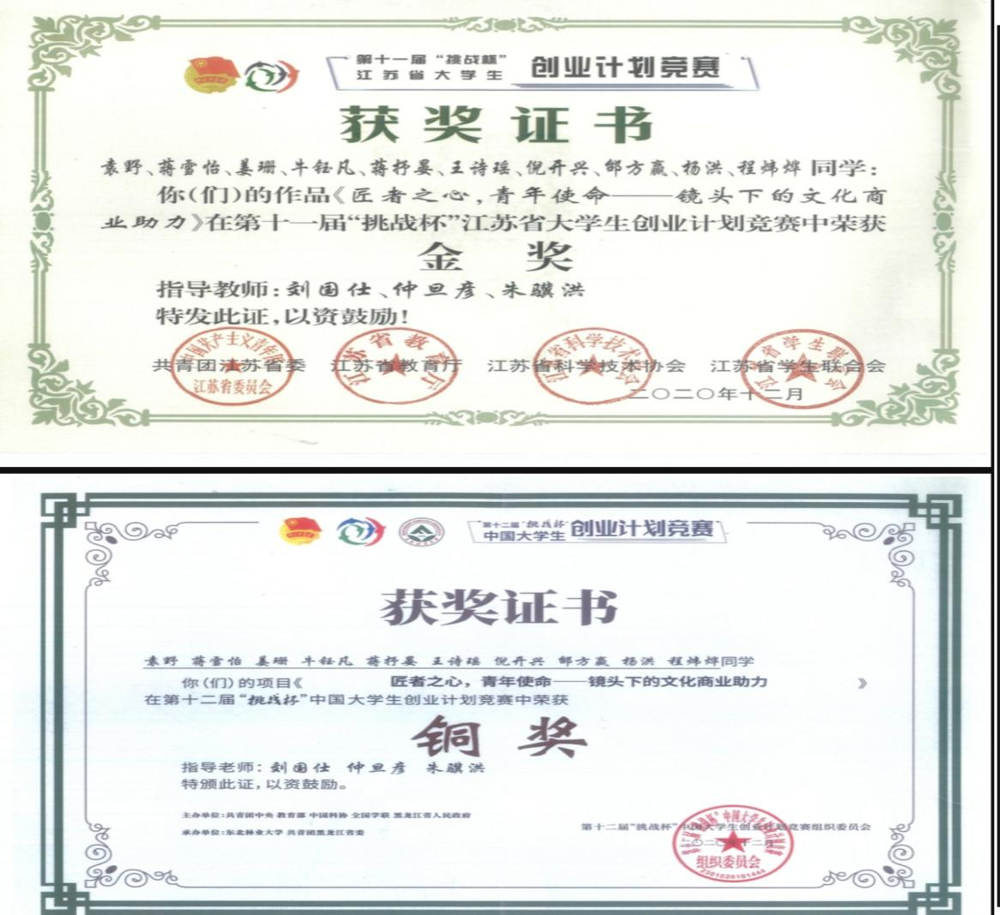 第十一届“挑战杯”
江苏省大学生
创业计划竞赛
获奖证书
袁野、蒋雪怡、姜珊、牛钰凡、蒋抒晏、王诗瑶、倪开兴、邰方赢、杨洪、程炜烨 同学：
你（们）的作品《匠者之心，青年使命——镜头下的文化商
业助力》在第十一届“挑战杯”江苏省大学生创业计划竞赛中荣获
金 奖
指导教师：刘国仕、仲旦彦、朱骥洪
特发此证，以资鼓励！
共青团江苏省委 江苏省教育厅 江苏省科学技术协会 江苏省学生联合会
江苏省委员会
二〇二〇年十二月
第十二届“挑战杯”
中国大学生
创业计划竞赛
获奖证书
袁野 蒋雪怡 姜珊 牛钰凡 蒋抒晏 王诗瑶 倪开兴 邰方赢 杨洪 程炜烨同学
你（们）的项目《 匠者之心，青年使命——镜头下的文化商业助力 》
在第十二届“挑战杯”中国大学生创业计划竞赛中荣获
铜 奖
指导老师：刘国仕 仲旦彦 朱骥洪
特颁此证，以资鼓励。
主办单位：共青团中央 教育部 中国科协 全国学联 黑龙江省人民政府
承办单位：东北林业大学 共青团黑龙江省委
第十二届“挑战杯”中国大学生创业计划竞赛组织委员会
二〇二〇年十二月
组织委员会